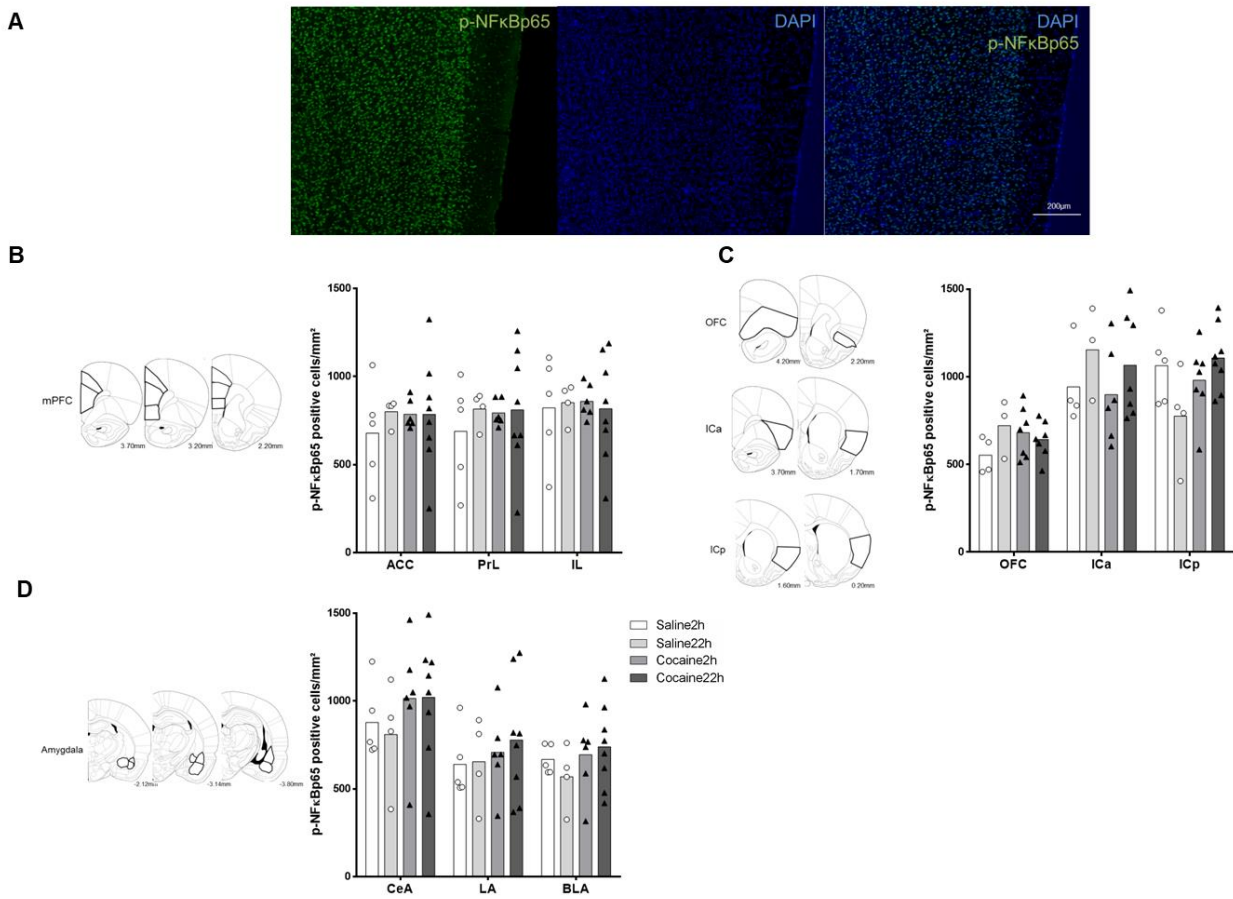 A
p-NFκBp65
DAPI
DAPI
p-NFκBp65
200µm
B
mPFC
3.70mm
3.20mm
2.20mm
p-NFκBp65 positive cells/mm²
1500
1000
500
0
ACC PrL IL
C
OFC
4.20mm
2.20mm
ICa
3.70mm
1.70mm
ICp
1.60mm
0.20mm
p-NFκBp65 positive cells/mm²
1500
1000
500
0
OFC ICa ICp
D
Amygdala
-2.12mm
-3.14mm
-3.80mm
p-NFκBp65 positive cells/mm²
1500
1000
500
0
CeA LA BLA
Saline2h
Saline22h
Cocaine2h
Cocaine22h